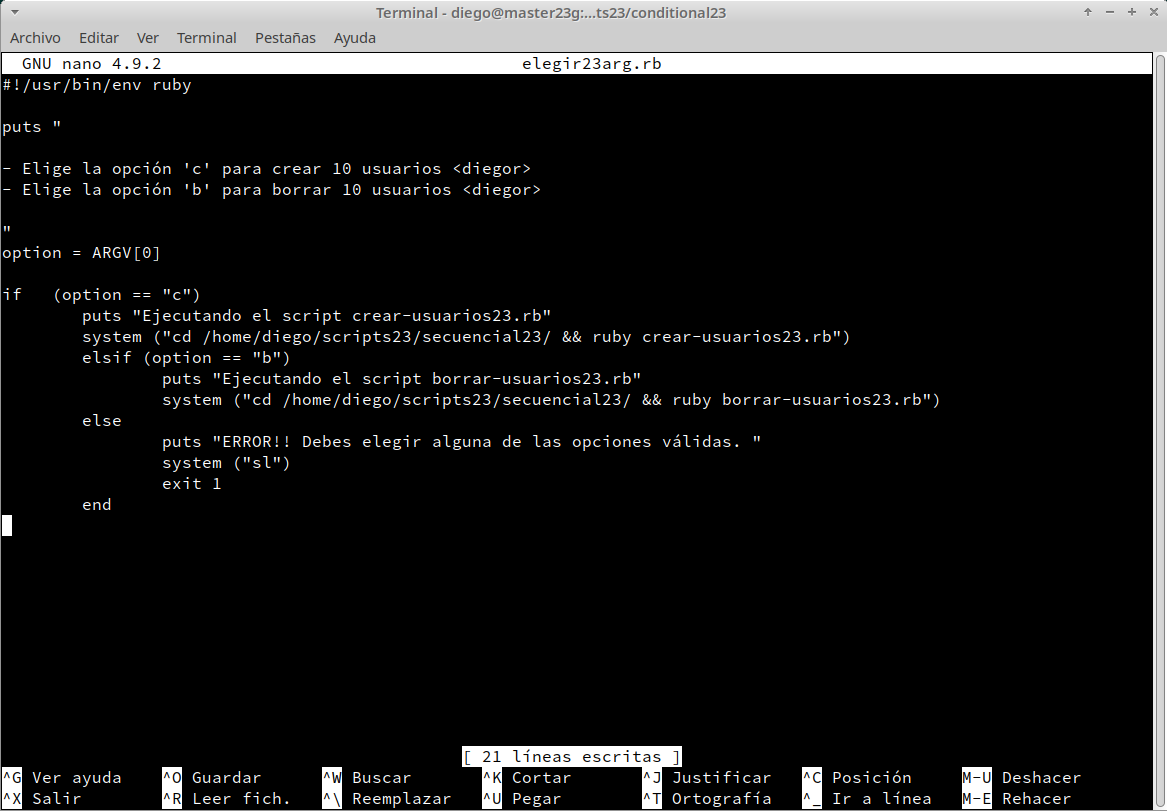 Terminal - diego@master23g:...ts23/conditional23
Archivo Editar Ver Terminal Pestañas Ayuda
GNU nano 4.9.2 elegir23arg.rb
#!/usr/bin/env ruby
puts "
- Elige la opción 'c' para crear 10 usuarios <diegor>
- Elige la opción 'b' para borrar 10 usuarios <diegor>
"
option = ARGV[0]
if   (option == "c")
        puts "Ejecutando el script crear-usuarios23.rb"
        system ("cd /home/diego/scripts23/secuencial23/ && ruby crear-usuarios23.rb")
        elsif (option == "b")
                puts "Ejecutando el script borrar-usuarios23.rb"
                system ("cd /home/diego/scripts23/secuencial23/ && ruby borrar-usuarios23.rb")
        else
                puts "ERROR!! Debes elegir alguna de las opciones válidas. "
                system ("sl")
                exit 1
        end
[ 21 líneas escritas ]
^G Ver ayuda ^O Guardar ^W Buscar ^K Cortar ^J Justificar ^C Posición M-U Deshacer
^X Salir ^R Leer fich. ^\ Reemplazar ^U Pegar ^T Ortografía ^_ Ir a línea M-E Rehacer